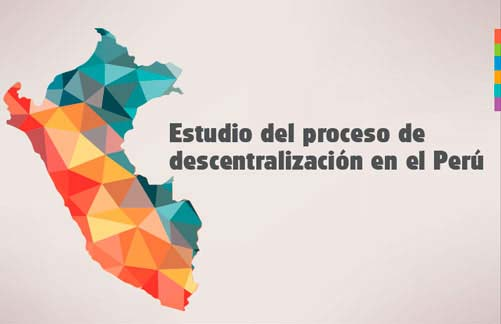 Estudio del proceso de
descentralización en el Perú